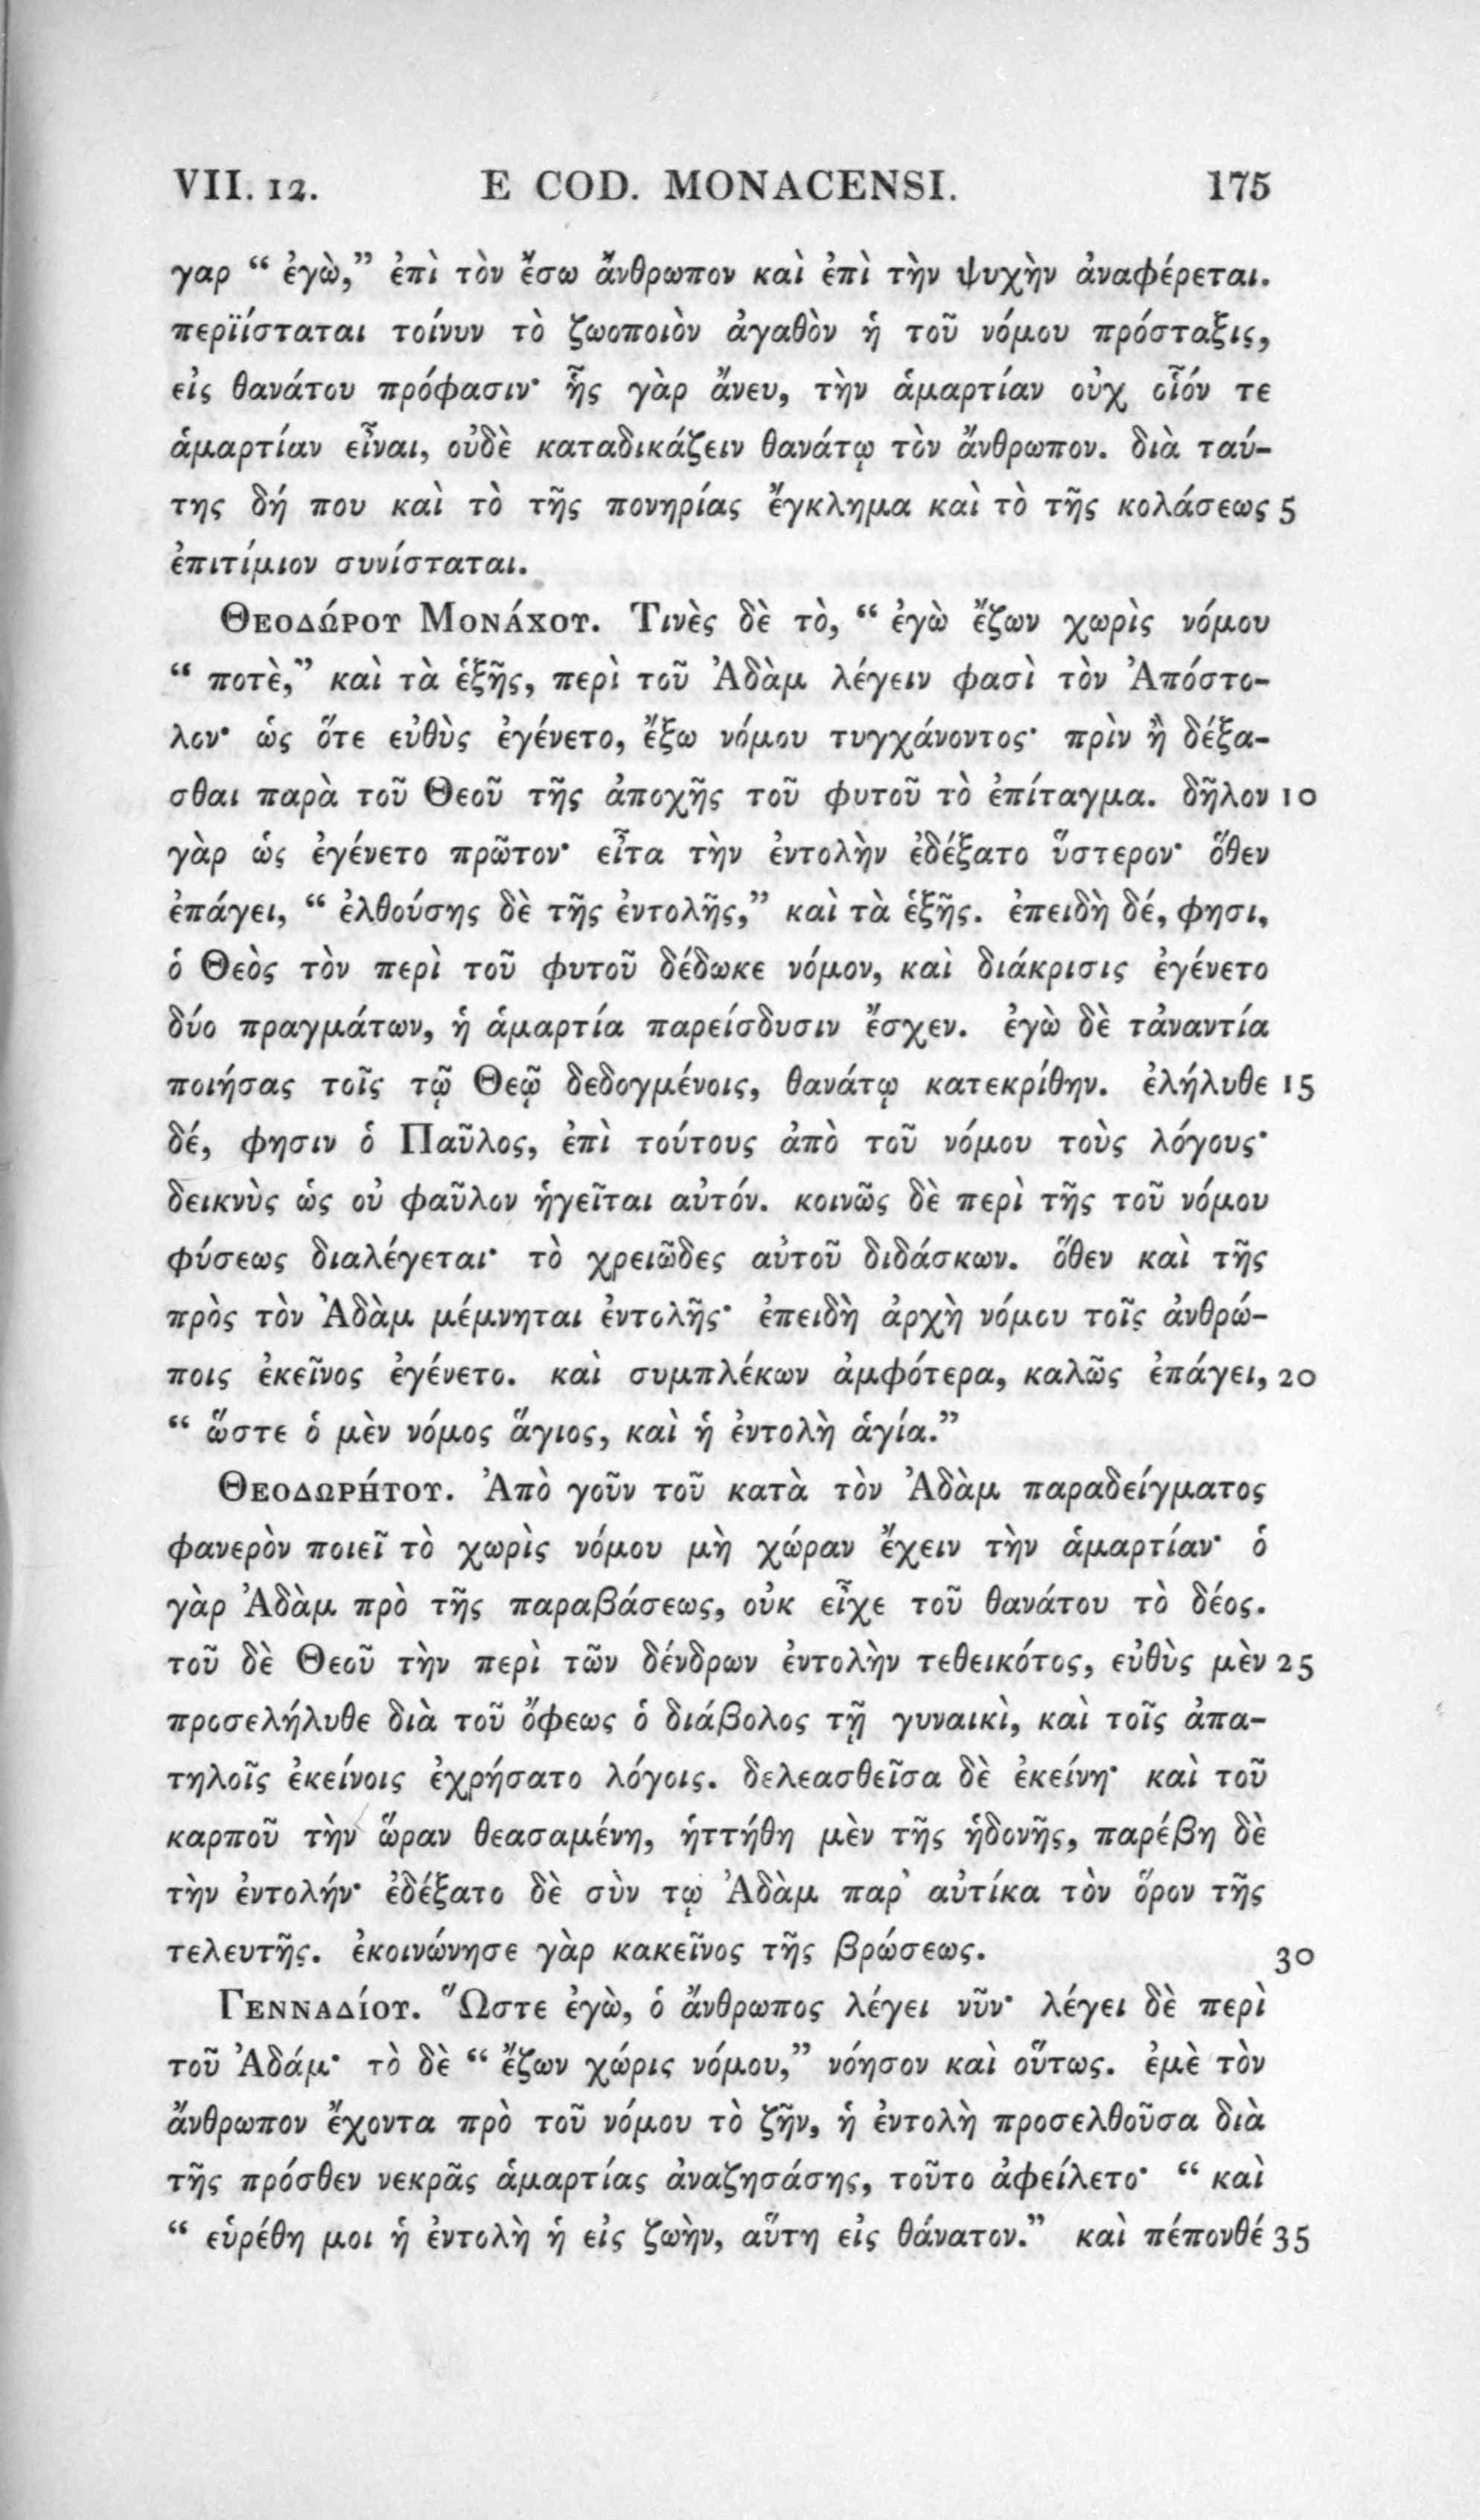 VII. 12. E COD. MONACENSI. 175
γαρ “ ἐγὼ,” ἐπὶ τὸν ἔσω ἄνθρωπον καὶ ἐπὶ τὴν ψυχὴν ἀναφέρεται.
περϊίσταται τοίνυν τὸ ζωοποιὸν ἀγαθὸν ἡ τοῦ νόμου πρόσταξις,
εἰς θανάτου πρόφασιν· ἧς γὰρ ἄνευ, τὴν ἁμαρτίαν οὐχ οἷόν τε
ἁμαρτίαν εἶναι, οὐδὲ καταδικάζειν θανάτῳ τὸν ἄνθρωπον. διὰ ταύ-
της δή που καὶ τὸ τῆς πονηρίας ἔγκλημα καὶ τὸ τῆς κολάσεως 5
ἐπιτίμιον συνίσταται.
ΘΕΟΔΏΡΟΥ ΜΟΝΆΧΟΥ. Τινὲς δὲ τὸ, “ ἐγὼ ἔζων χωρὶς νόμου
“ ποτὲ,” καὶ τὰ ἑξῆς, περὶ τοῦ Ἀδὰμ λέγειν φασὶ τὸν Ἀπόστο-
λον· ὡς ὅτε εὐθὺς ἐγένετο, ἔξω νόμου τυγχάνοντος· πρὶν ἢ δέξα-
σθαι παρὰ τοῦ Θεοῦ τῆς ἀποχῆς τοῦ φυτοῦ τὸ ἐπίταγμα. δῆλον 10
γὰρ ὡς ἐγένετο πρῶτον· εἶτα τὴν ἐντολὴν ἐδέξατο ὕστερον· ὅθεν
ἐπάγει, “ ἐλθούσης δὲ τῆς ἐντολῆς,” καὶ τὰ ἑξῆς. ἐπειδὴ δέ, φησι,
ὁ Θεὸς τὸν περὶ τοῦ φυτοῦ δέδωκε νόμον, καὶ διάκρισις ἐγένετο
δύο πραγμάτων, ἡ ἁμαρτία παρείσδυσιν ἔσχεν. ἐγὼ δὲ τἀναντία
ποιήσας τοῖς τῷ Θεῷ δεδογμένοις, θανάτῳ κατεκρίθην. ἐλήλυθε 15
δέ, φησιν ὁ Παῦλος, ἐπὶ τούτους ἀπὸ τοῦ νόμου τοὺς λόγους·
δεικνὺς ὡς οὐ φαῦλον ἡγεῖται αὐτόν. κοινῶς δὲ περὶ τῆς τοῦ νόμου
φύσεως διαλέγεται· τὸ χρειῶδες αὐτοῦ διδάσκων. ὅθεν καὶ τῆς
πρὸς τὸν Ἀδὰμ μέμνηται ἐντολῆς· ἐπειδὴ ἀρχὴ νόμου τοῖς ἀνθρώ-
ποις ἐκεῖνος ἐγένετο. καὶ συμπλέκων ἀμφότερα, καλῶς ἐπάγει, 20
“ ὥστε ὁ μὲν νόμος ἅγιος, καὶ ἡ ἐντολὴ ἁγία.”
ΘΕΟΔΩΡΉΤΟΥ. Ἀπὸ γοῦν τοῦ κατὰ τὸν Ἀδὰμ παραδείγματος
φανερὸν ποιεῖ τὸ χωρὶς νόμου μὴ χώραν ἔχειν τὴν ἁμαρτίαν· ὁ
γὰρ Ἀδὰμ πρὸ τῆς παραβάσεως, οὐκ εἶχε τοῦ θανάτου τὸ δέος.
τοῦ δὲ Θεοῦ τὴν περὶ τῶν δένδρων ἐντολὴν τεθεικότος, εὐθὺς μὲν 25
προσελήλυθε διὰ τοῦ ὄφεως ὁ διάβολος τῇ γυναικὶ, καὶ τοῖς ἀπα-
τηλοῖς ἐκείνοις ἐχρήσατο λόγοις. δελεασθεῖσα δὲ ἐκείνη· καὶ τοῦ
καρποῦ τὴν ὥραν θεασαμένη, ἡττήθη μὲν τῆς ἡδονῆς, παρέβη δὲ
τὴν ἐντολήν· ἐδέξατο δὲ σὺν τῳ Ἀδὰμ παρ’ αὐτίκα τὸν ὅρον τῆς
τελευτῆς. ἐκοινώνησε γὰρ κακεῖνος τῆς βρώσεως. 30
ΓΕΝΝΑΔΊΟΥ. Ὥστε ἐγὼ, ὁ ἄνθρωπος λέγει νῦν· λέγει δὲ περὶ
τοῦ Ἀδάμ· τὸ δὲ “ ἔζων χώρις νόμου,” νόησον καὶ οὕτως. ἐμὲ τὸν
ἄνθρωπον ἔχοντα πρὸ τοῦ νόμου τὸ ζῆν, ἡ ἐντολὴ προσελθοῦσα διὰ
τῆς πρόσθεν νεκρᾶς ἁμαρτίας ἀναζησάσης, τοῦτο ἀφείλετο· “ καὶ
“ εὑρέθη μοι ἡ ἐντολὴ ἡ εἰς ζωὴν, αὕτη εἰς θάνατον.” καὶ πέπονθέ 35